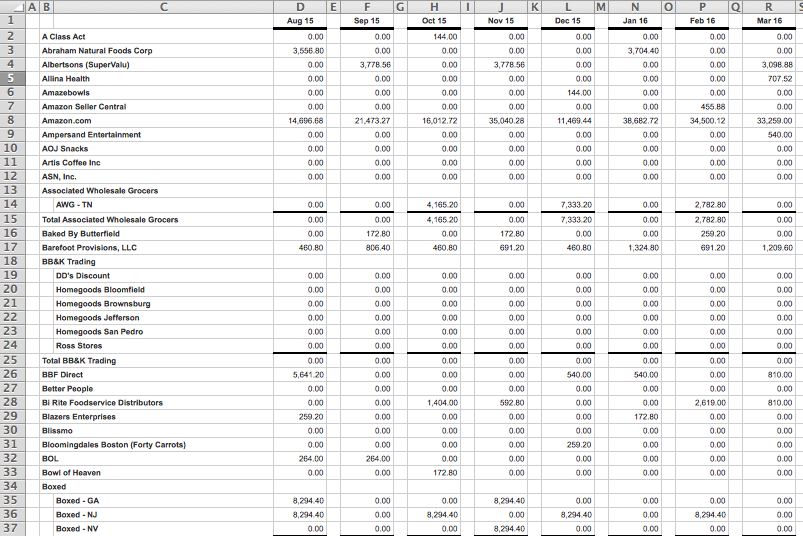 A B C D E F G H I J K L M N O P Q R S
1 Aug 15 Sep 15 Oct 15 Nov 15 Dec 15 Jan 16 Feb 16 Mar 16
2 A Class Act 0.00 0.00 144.00 0.00 0.00 0.00 0.00 0.00
3 Abraham Natural Foods Corp 3,556.80 0.00 0.00 0.00 0.00 3,704.40 0.00 0.00
4 Albertsons (SuperValu) 0.00 3,778.56 0.00 3,778.56 0.00 0.00 0.00 3,098.88
5 Allina Health 0.00 0.00 0.00 0.00 0.00 0.00 0.00 707.52
6 Amazebowls 0.00 0.00 0.00 0.00 144.00 0.00 0.00 0.00
7 Amazon Seller Central 0.00 0.00 0.00 0.00 0.00 0.00 455.88 0.00
8 Amazon.com 14,696.68 21,473.27 16,012.72 35,040.28 11,469.44 38,682.72 34,500.12 33,259.00
9 Ampersand Entertainment 0.00 0.00 0.00 0.00 0.00 0.00 0.00 540.00
10 AOJ Snacks 0.00 0.00 0.00 0.00 0.00 0.00 0.00 0.00
11 Artis Coffee Inc 0.00 0.00 0.00 0.00 0.00 0.00 0.00 0.00
12 ASN, Inc. 0.00 0.00 0.00 0.00 0.00 0.00 0.00 0.00
13 Associated Wholesale Grocers
14 AWG - TN 0.00 0.00 4,165.20 0.00 7,333.20 0.00 2,782.80 0.00
15 Total Associated Wholesale Grocers 0.00 0.00 4,165.20 0.00 7,333.20 0.00 2,782.80 0.00
16 Baked By Butterfield 0.00 172.80 0.00 172.80 0.00 0.00 259.20 0.00
17 Barefoot Provisions, LLC 460.80 806.40 460.80 691.20 460.80 1,324.80 691.20 1,209.60
18 BB&K Trading
19 DD's Discount 0.00 0.00 0.00 0.00 0.00 0.00 0.00 0.00
20 Homegoods Bloomfield 0.00 0.00 0.00 0.00 0.00 0.00 0.00 0.00
21 Homegoods Brownsburg 0.00 0.00 0.00 0.00 0.00 0.00 0.00 0.00
22 Homegoods Jefferson 0.00 0.00 0.00 0.00 0.00 0.00 0.00 0.00
23 Homegoods San Pedro 0.00 0.00 0.00 0.00 0.00 0.00 0.00 0.00
24 Ross Stores 0.00 0.00 0.00 0.00 0.00 0.00 0.00 0.00
25 Total BB&K Trading 0.00 0.00 0.00 0.00 0.00 0.00 0.00 0.00
26 BBF Direct 5,641.20 0.00 0.00 0.00 540.00 540.00 0.00 810.00
27 Better People 0.00 0.00 0.00 0.00 0.00 0.00 0.00 0.00
28 Bi Rite Foodservice Distributors 0.00 0.00 1,404.00 592.80 0.00 0.00 2,619.00 810.00
29 Blazers Enterprises 259.20 0.00 0.00 0.00 0.00 172.80 0.00 0.00
30 Blissmo 0.00 0.00 0.00 0.00 0.00 0.00 0.00 0.00
31 Bloomingdales Boston (Forty Carrots) 0.00 0.00 0.00 0.00 259.20 0.00 0.00 0.00
32 BOL 264.00 264.00 0.00 0.00 0.00 0.00 0.00 0.00
33 Bowl of Heaven 0.00 0.00 172.80 0.00 0.00 0.00 0.00 0.00
34 Boxed
35 Boxed - GA 8,294.40 0.00 0.00 8,294.40 0.00 0.00 0.00 0.00
36 Boxed - NJ 8,294.40 0.00 8,294.40 0.00 8,294.40 0.00 8,294.40 0.00
37 Boxed - NV 0.00 0.00 0.00 8,294.40 0.00 0.00 0.00 0.00